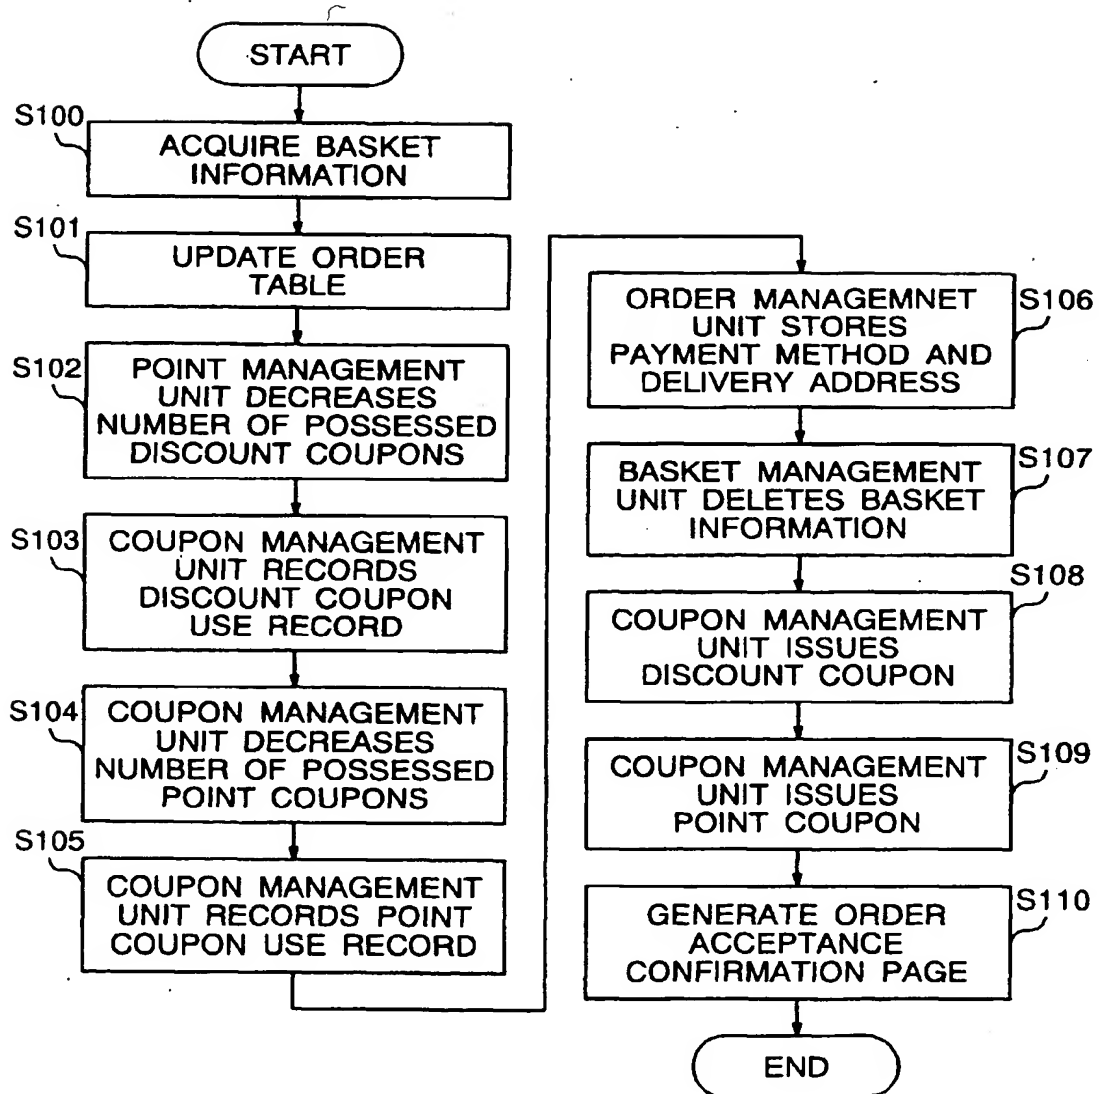 START
S100
ACQUIRE BASKET
INFORMATION
S101
UPDATE ORDER
TABLE
S102
POINT MANAGEMENT
UNIT DECREASES
NUMBER OF POSSESSED
DISCOUNT COUPONS
S103
COUPON MANAGEMENT
UNIT RECORDS
DISCOUNT COUPON
USE RECORD
S104
COUPON MANAGEMENT
UNIT DECREASES
NUMBER OF POSSESSED
POINT COUPONS
S105
COUPON MANAGEMENT
UNIT RECORDS POINT
COUPON USE RECORD
S106
ORDER MANAGEMNET
UNIT STORES
PAYMENT METHOD AND
DELIVERY ADDRESS
S107
BASKET MANAGEMENT
UNIT DELETES BASKET
INFORMATION
S108
COUPON MANAGEMENT
UNIT ISSUES
DISCOUNT COUPON
S109
COUPON MANAGEMENT
UNIT ISSUES
POINT COUPON
S110
GENERATE ORDER
ACCEPTANCE
CONFIRMATION PAGE
END